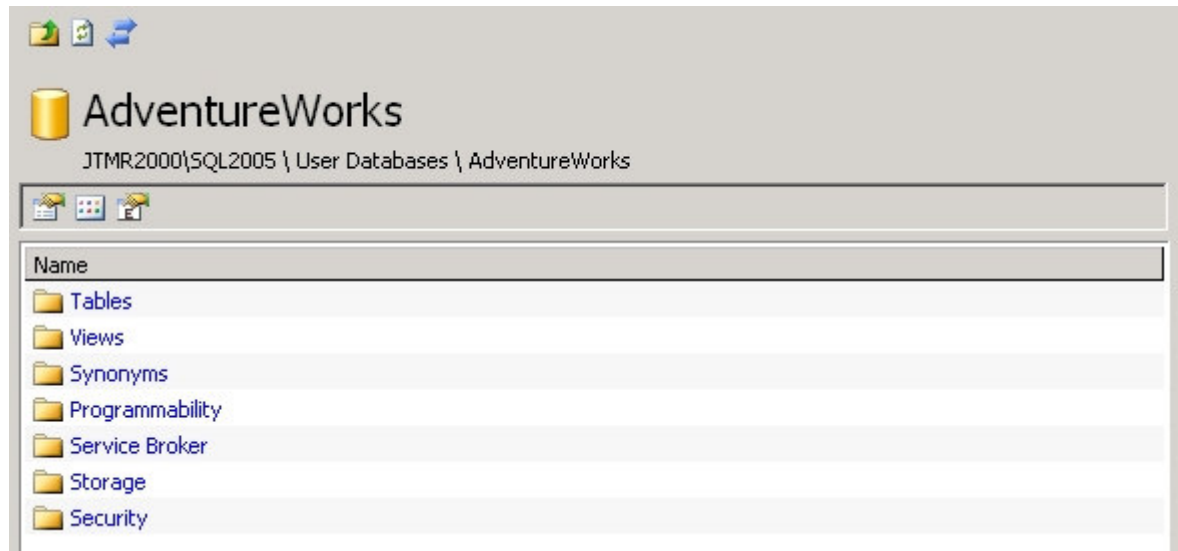 AdventureWorks
JTMR2000\SQL2005 \ User Databases \ AdventureWorks
Name
Tables
Views
Synonyms
Programmability
Service Broker
Storage
Security